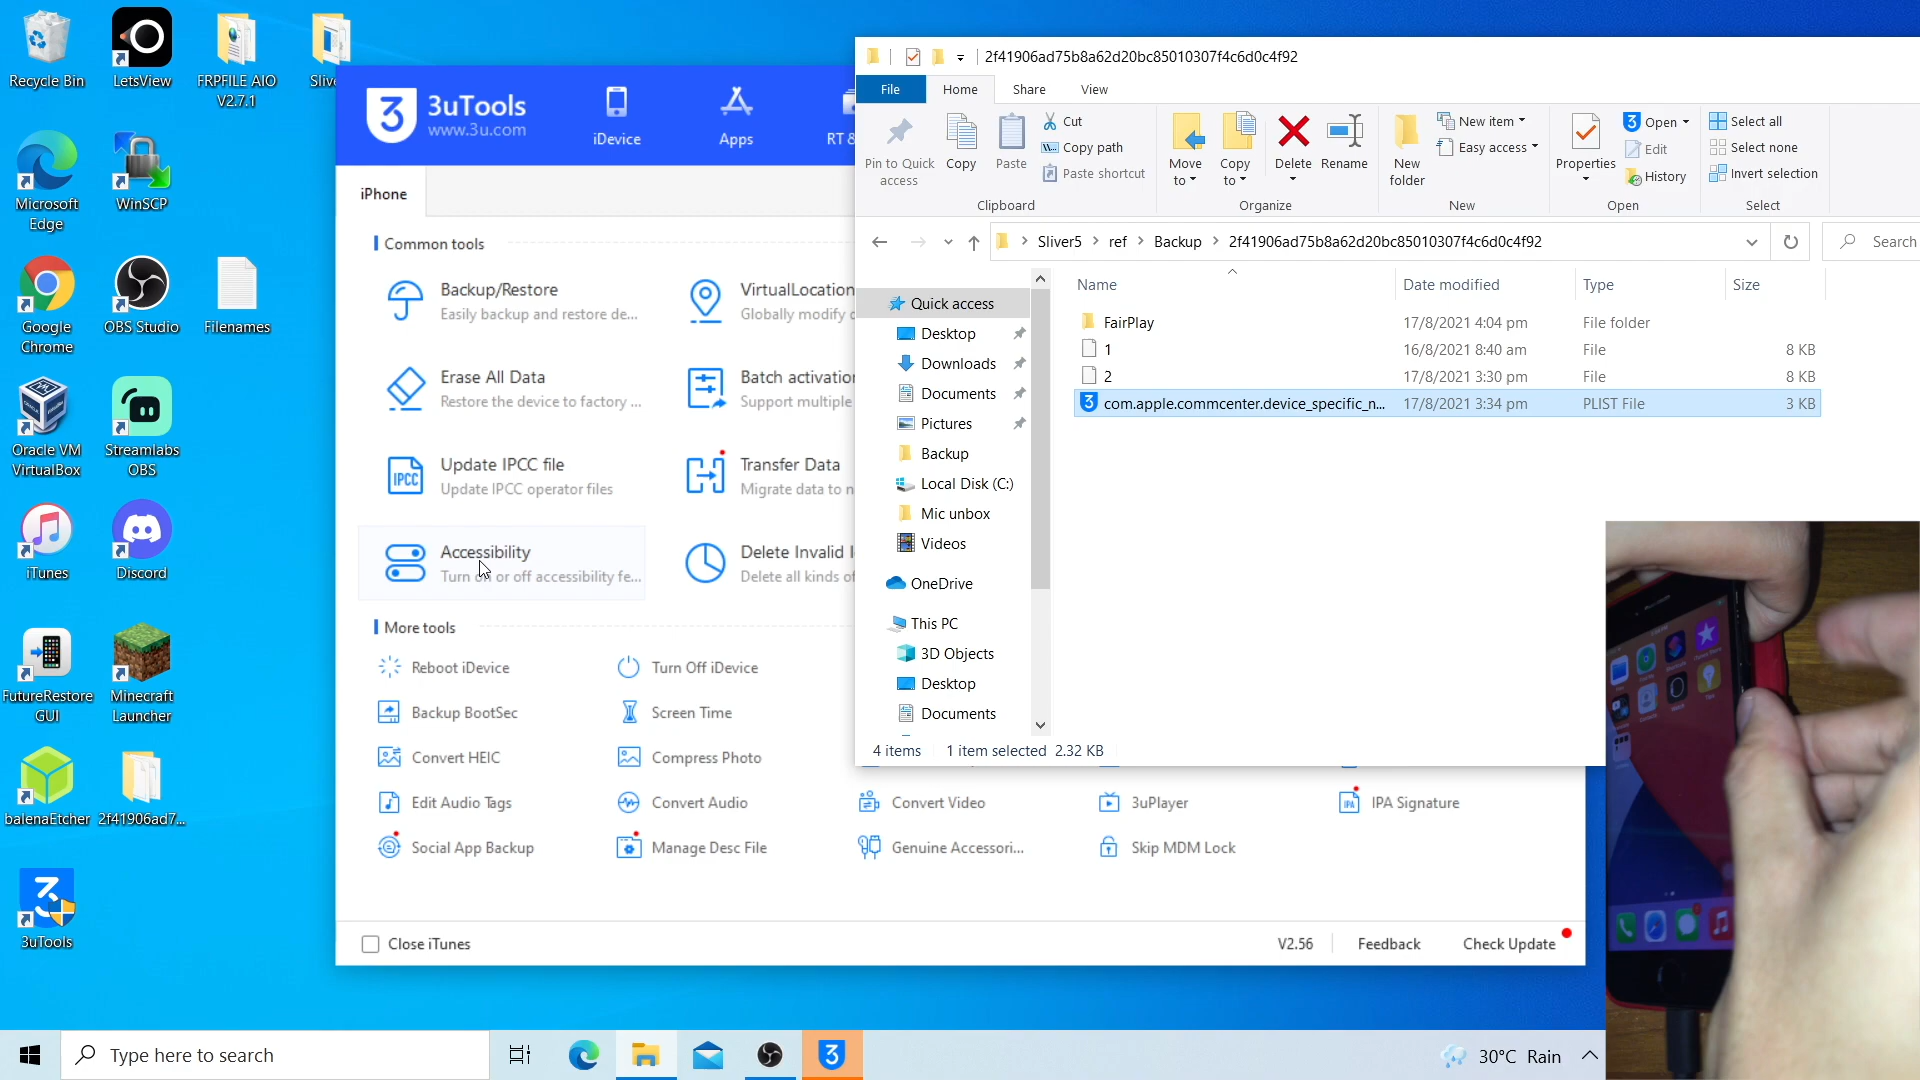 Recycle Bin
LetsView
FRPFILE AIO
V2.7.1
Slive
Microsoft
Edge
WinSCP
Google
Chrome
OBS Studio
Filenames
Oracle VM
VirtualBox
Streamlabs
OBS
iTunes
Discord
FutureRestore
GUI
Minecraft
Launcher
balenaEtcher
2f41906ad7...
3uTools
3uTools
www.3u.com
iDevice
Apps
RT &
iPhone
Common tools
Backup/Restore
Easily backup and restore de...
VirtualLocation
Globally modify
Erase All Data
Restore the device to factory ...
Batch activation
Support multiple
IPCC
Update IPCC file
Update IPCC operator files
Transfer Data
Migrate data to n
Accessibility
Turn on or off accessibility fe...
Delete Invalid I
Delete all kinds of
More tools
Reboot iDevice
Turn Off iDevice
Backup BootSec
Screen Time
Convert HEIC
Compress Photo
Edit Audio Tags
Convert Audio
Convert Video
3uPlayer
IPA
IPA Signature
Social App Backup
Manage Desc File
Genuine Accessori...
Skip MDM Lock
Close iTunes
V2.56
Feedback
Check Update
2f41906ad75b8a62d20bc85010307f4c6d0c4f92
File
Home
Share
View
Pin to Quick
access
Copy
Paste
Cut
Copy path
Paste shortcut
Clipboard
Move
to
Copy
to
Delete
Rename
Organize
New
folder
New item
Easy access
New
Properties
Open
Edit
History
Open
Select all
Select none
Invert selection
Select
Sliver5 > ref > Backup > 2f41906ad75b8a62d20bc85010307f4c6d0c4f92
Search
Quick access
Desktop
Downloads
Documents
Pictures
Backup
Local Disk (C:)
Mic unbox
Videos
OneDrive
This PC
3D Objects
Desktop
Documents
Name Date modified Type Size
FairPlay 17/8/2021 4:04 pm File folder
1 16/8/2021 8:40 am File 8 KB
2 17/8/2021 3:30 pm File 8 KB
com.apple.commcenter.device_specific_n... 17/8/2021 3:34 pm PLIST File 3 KB
4 items 1 item selected 2.32 KB
Type here to search
30°C Rain